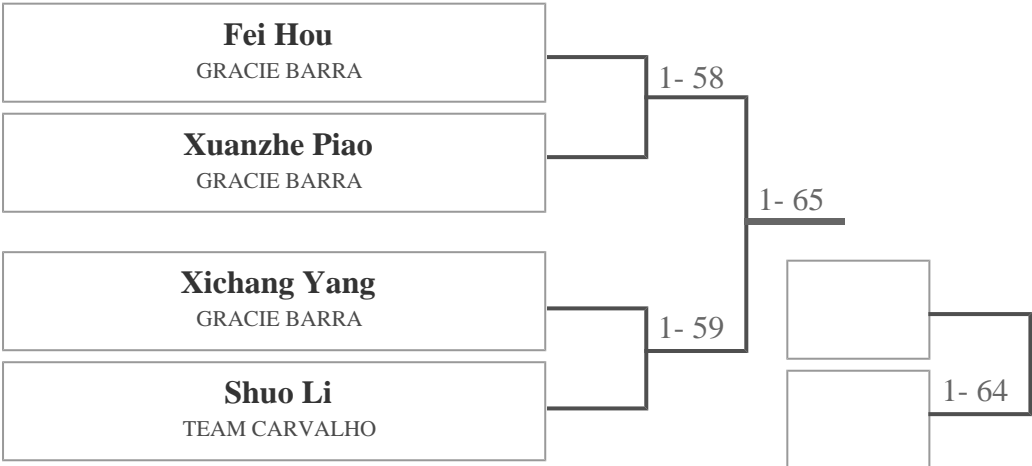 Fei Hou
GRACIE BARRA
1- 58
Xuanzhe Piao
GRACIE BARRA
1- 65
Xichang Yang
GRACIE BARRA
1- 59
Shuo Li
TEAM CARVALHO
1- 64